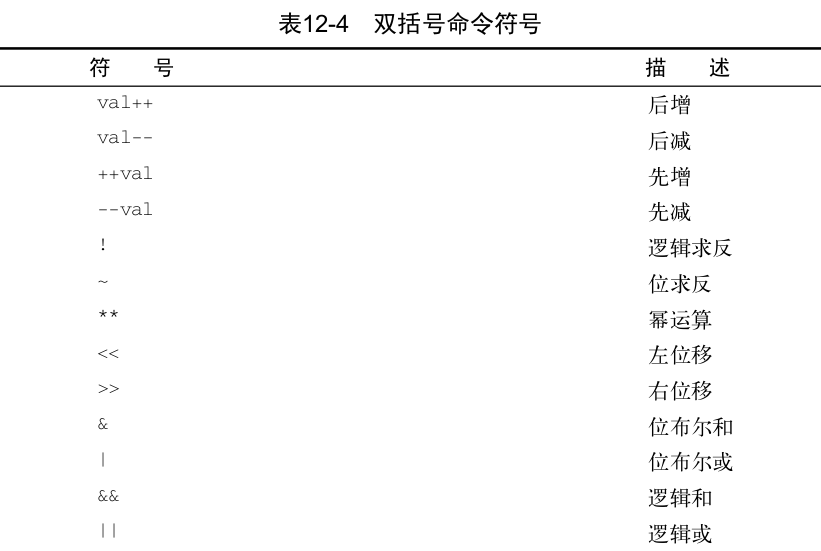 表12-4 双括号命令符号
符 号 描 述
val++ 后增
val-- 后减
++val 先增
--val 先减
! 逻辑求反
~ 位求反
** 幂运算
<< 左位移
>> 右位移
& 位布尔和
| 位布尔或
&& 逻辑和
|| 逻辑或